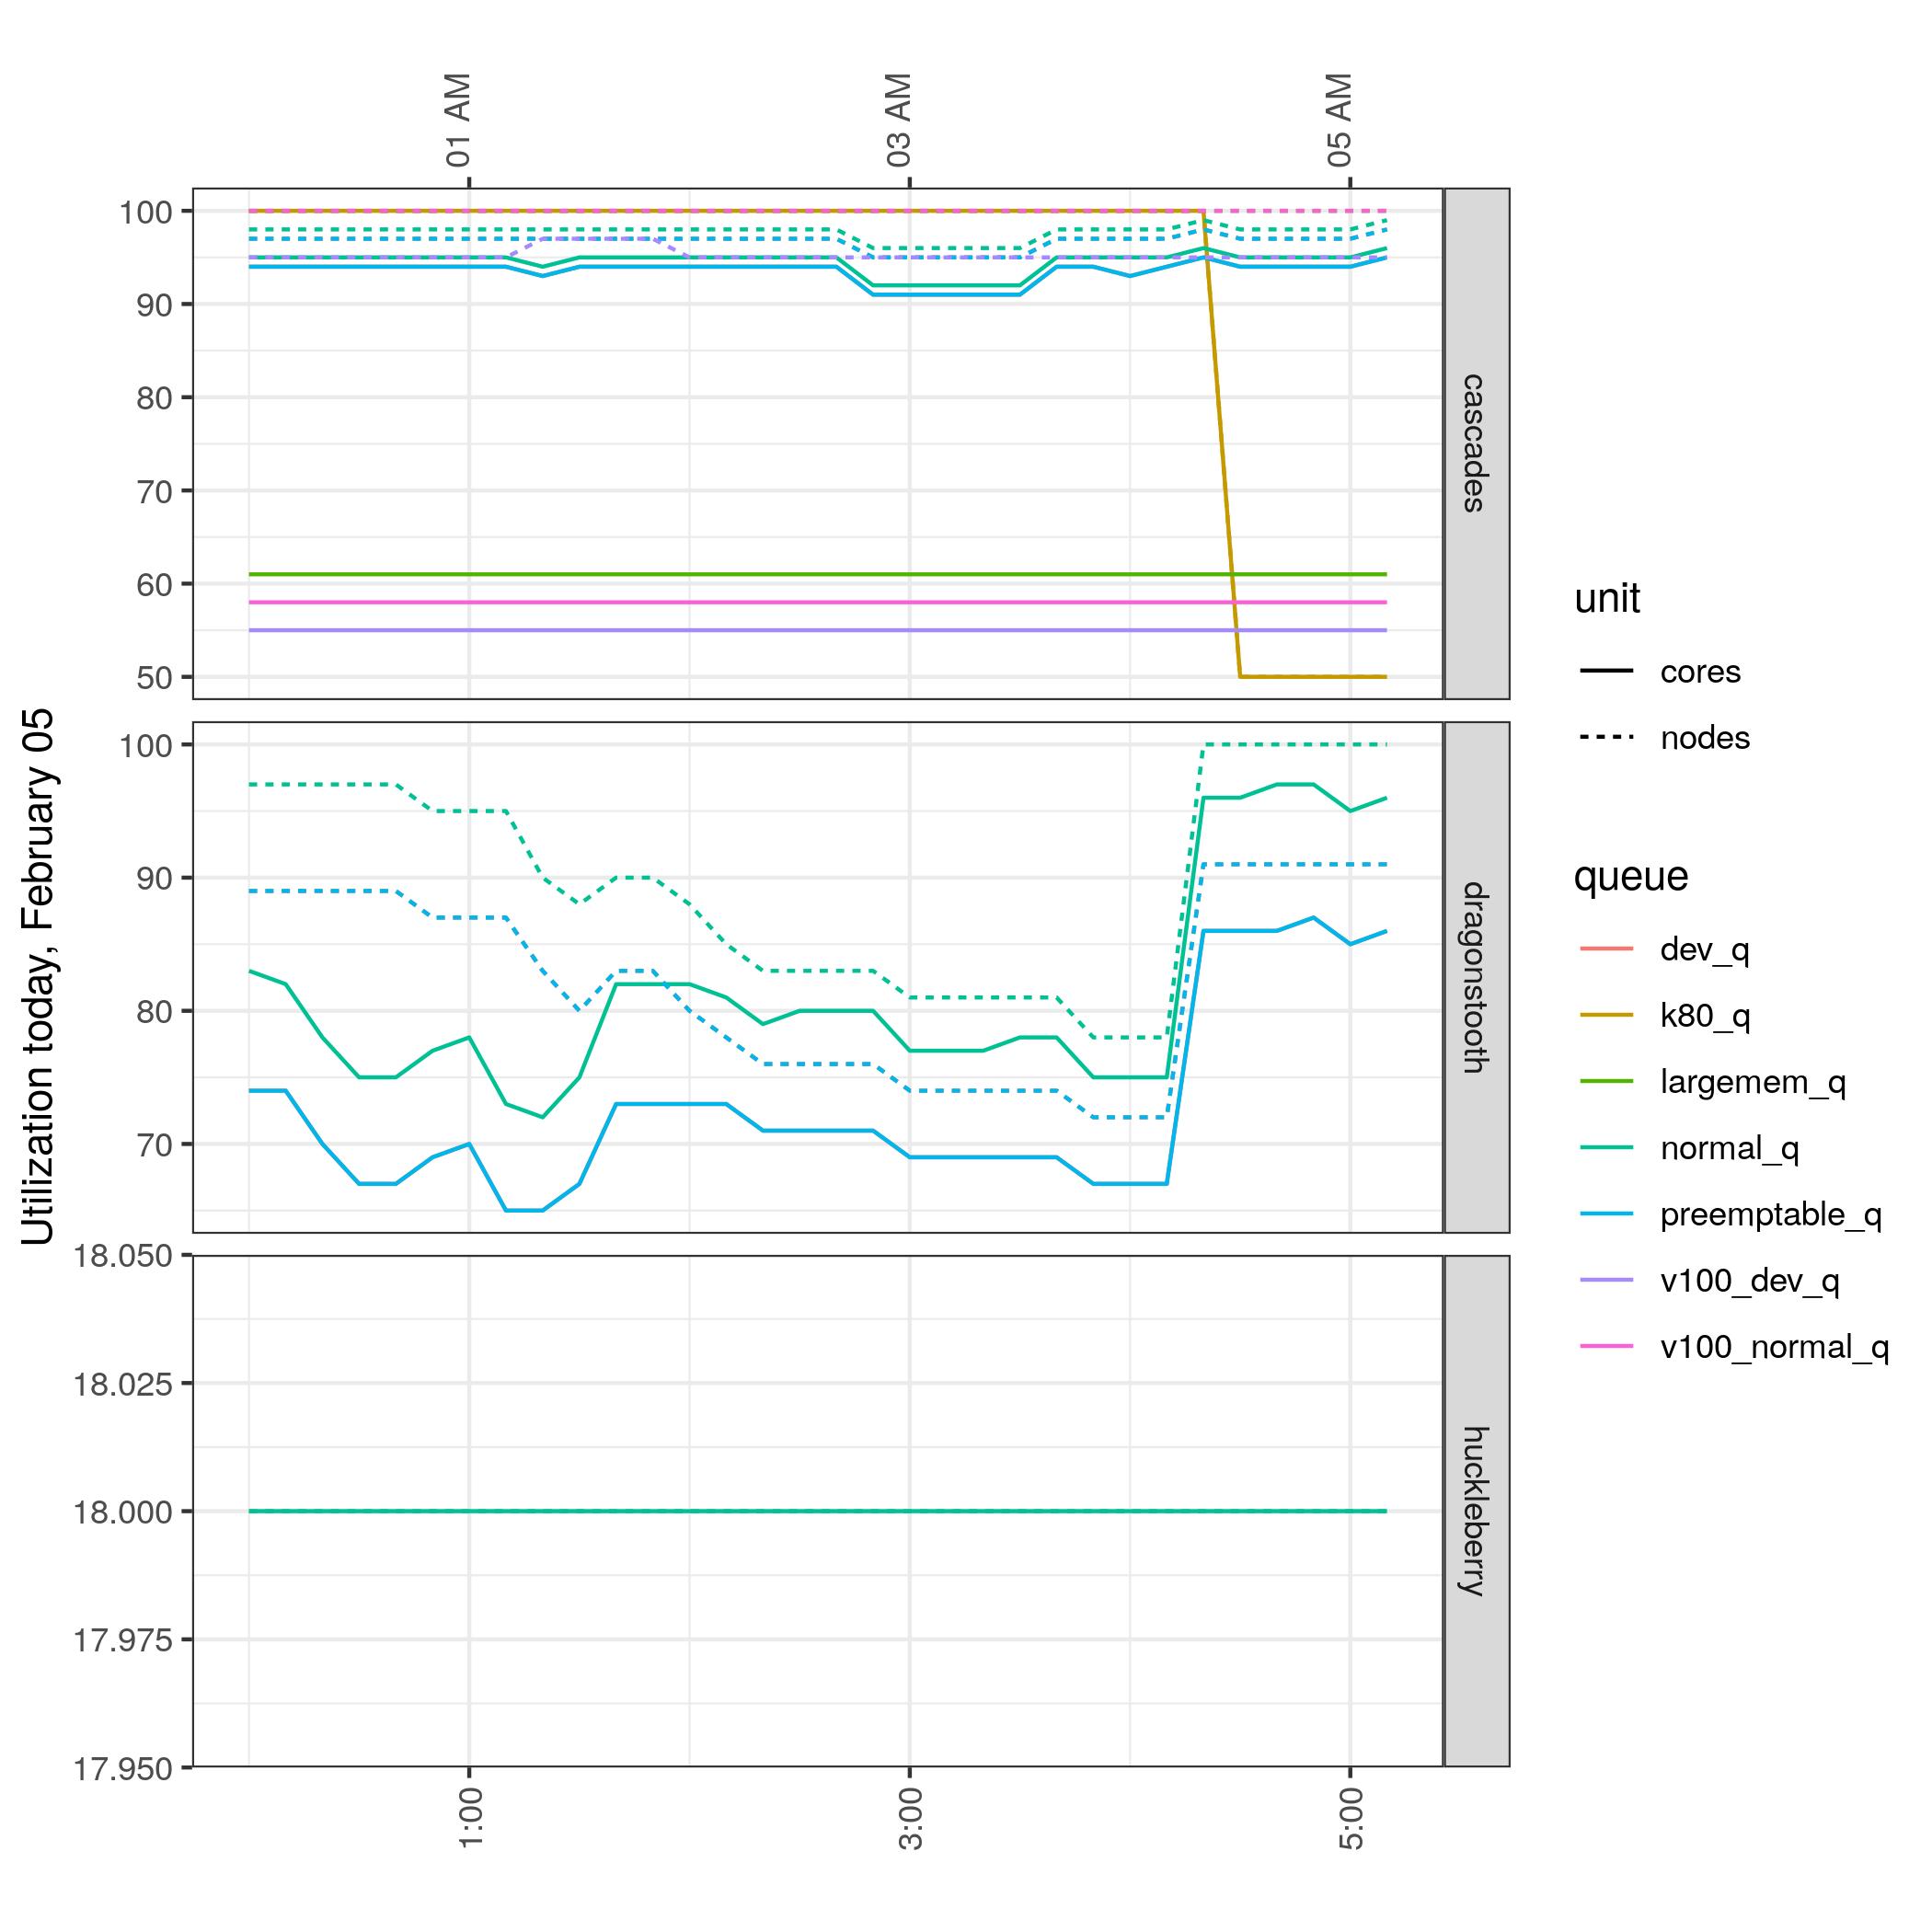 01 AM
03 AM
05 AM
Utilization today, February 05
100
90
80
70
60
50
cascades
100
90
80
70
dragonstooth
18.050
18.025
18.000
17.975
17.950
huckleberry
1:00
3:00
5:00
unit
cores
nodes
queue
dev_q
k80_q
largemem_q
normal_q
preemptable_q
v100_dev_q
v100_normal_q